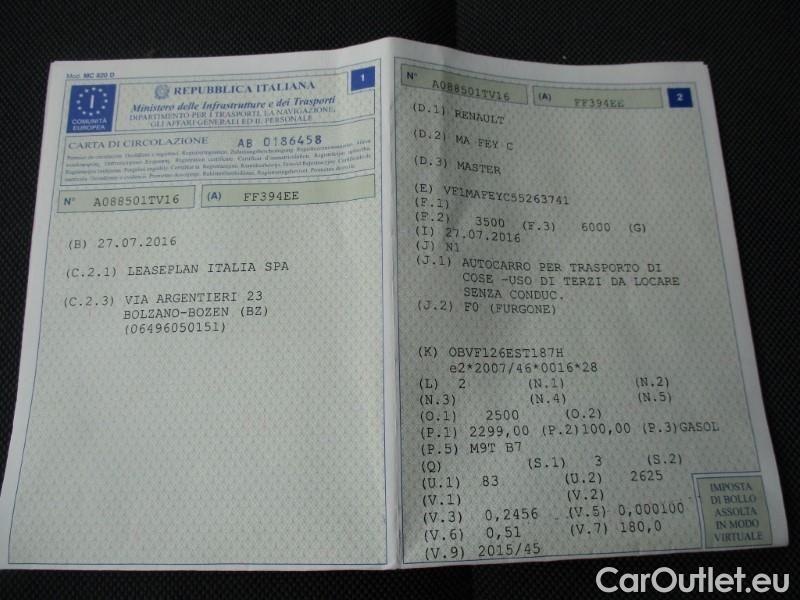 Mod. MC 820 D
1
I
COMUNITÀ
EUROPEA
REPUBBLICA ITALIANA
Ministero delle Infrastrutture e dei Trasporti
DIPARTIMENTO PER I TRASPORTI, LA NAVIGAZIONE,
GLI AFFARI GENERALI ED IL PERSONALE
CARTA DI CIRCOLAZIONE AB 0186458
N° A088501TV16 (A) FF394EE
(B) 27.07.2016
(C.2.1) LEASEPLAN ITALIA SPA
(C.2.3) VIA ARGENTIERI 23
BOLZANO-BOZEN (BZ)
(06496050151)
N° A088501TV16 (A) FF394EE 2
(D.1) RENAULT
(D.2) MA FEY C
(D.3) MASTER
(E) VF1MAFEYC55263741
(F.1)
(F.2) 3500 (F.3) 6000 (G)
(I) 27.07.2016
(J) N1
(J.1) AUTOCARRO PER TRASPORTO DI
COSE -USO DI TERZI DA LOCARE
SENZA CONDUC.
(J.2) F0 (FURGONE)
(K) OBVF126EST187H
e2*2007/46*0016*28
(L) 2 (N.1) (N.2)
(N.3) (N.4) (N.5)
(O.1) 2500 (O.2)
(P.1) 2299,00 (P.2)100,00 (P.3)GASOL
(P.5) M9T B7
(Q) (S.1) 3 (S.2)
(U.1) 83 (U.2) 2625
(V.1) (V.2)
(V.3) 0,2456 (V.5) 0,000100
(V.6) 0,51 (V.7) 180,0
(V.9) 2015/45
IMPOSTA
DI BOLLO
ASSOLTA
IN MODO
VIRTUALE
CarOutlet.eu